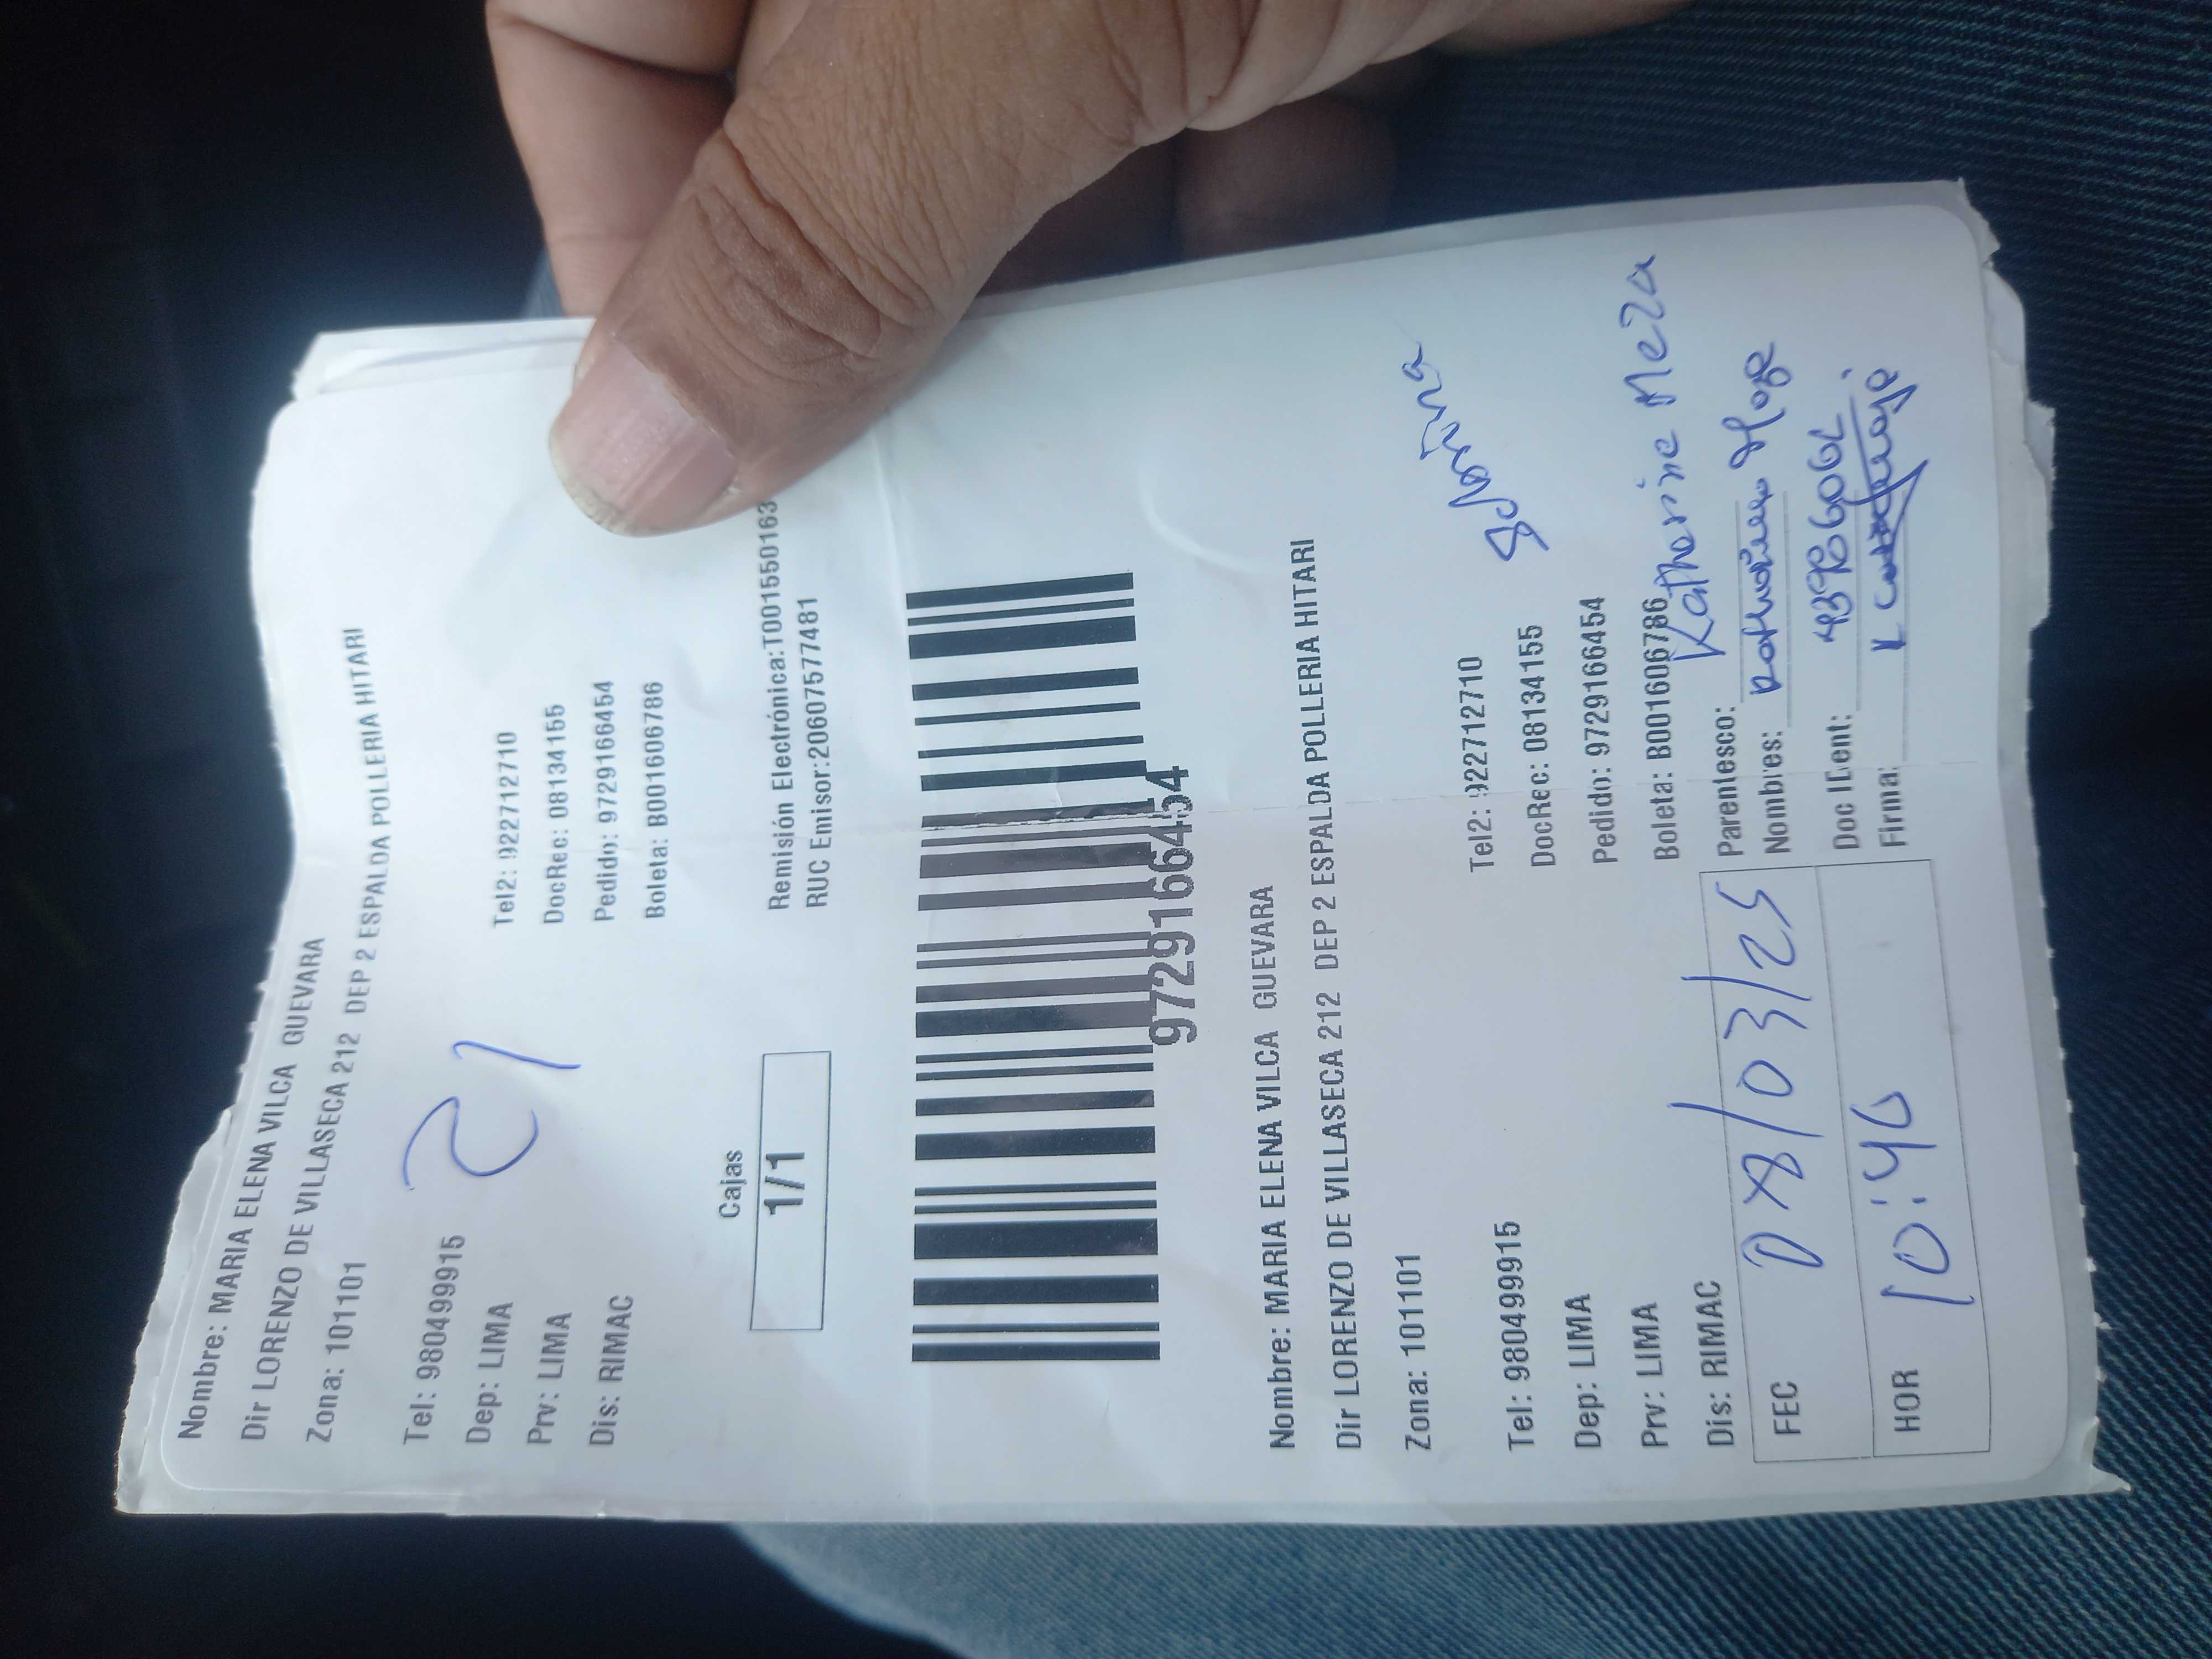 Nombre: MARIA ELENA VILCA GUEVARA
Dir LORENZO DE VILLASECA 212 DEP 2 ESPALDA POLLERIA HITARI
Zona: 101101
Tel: 980499915
Tel2: 922712710
Dep: LIMA
DocRec: 08134155
Prv: LIMA
Pedido: 9729166454
Dis: RIMAC
Boleta: B001606786
Cajas
1/1
Remisión Electrónica:T001550163
RUC Emisor:20607577481
9729166454
Nombre: MARIA ELENA VILCA GUEVARA
Dir LORENZO DE VILLASECA 212 DEP 2 ESPALDA POLLERIA HITARI
Zona: 101101
Sobrina
Tel: 980499915
Tel2: 922712710
Dep: LIMA
DocRec: 08134155
Prv: LIMA
Pedido: 9729166454
Dis: RIMAC
Boleta: B001606786
Katherine Meza
Parentesco:
FEC 08/03/25
Nombres:
Doc Ident:
HOR 10:40
Firma: